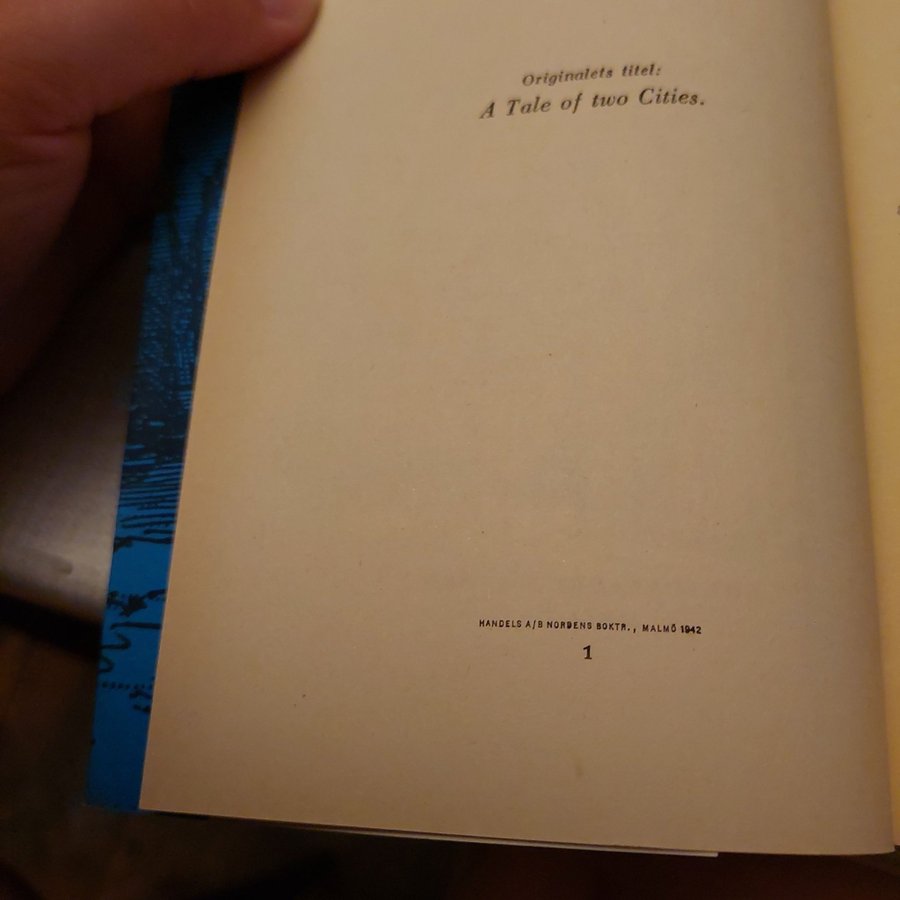 Originalets titel:
A Tale of two Cities.
HANDELS A/B NORDENS BOKTR., MALMÖ 1942
1